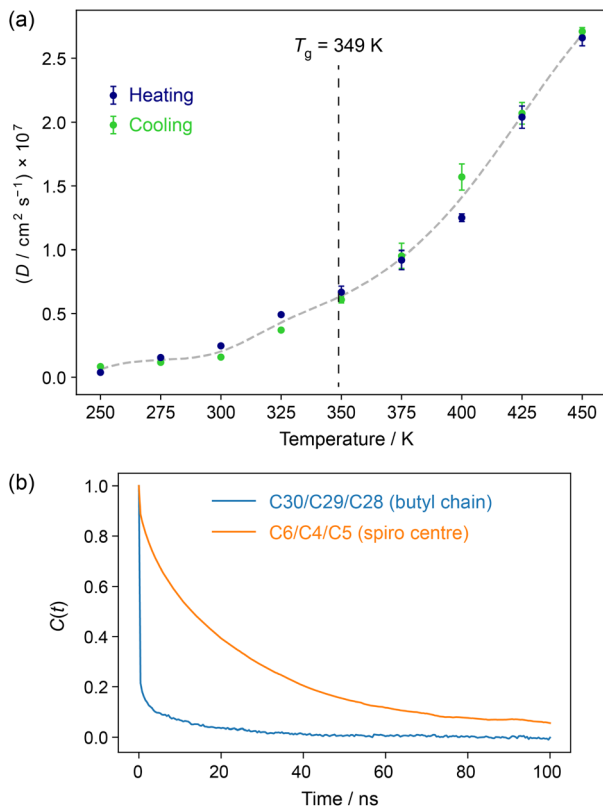 (a)
T_g = 349 K
Heating
Cooling
2.5
2.0
1.5
1.0
0.5
0.0
(D / cm² s⁻¹) × 10⁷
250 275 300 325 350 375 400 425 450
Temperature / K
(b)
C30/C29/C28 (butyl chain)
C6/C4/C5 (spiro centre)
1.0
0.8
0.6
0.4
0.2
0.0
C(t)
0 20 40 60 80 100
Time / ns